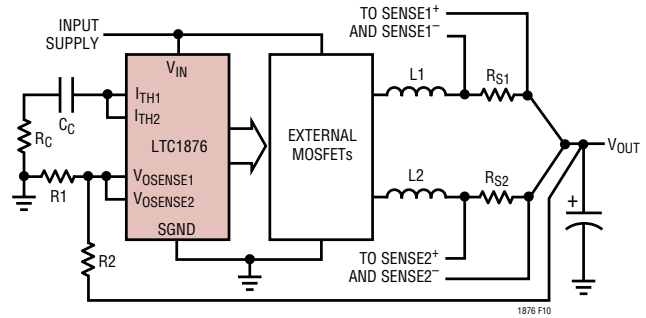 INPUT
SUPPLY
TO SENSE1+
AND SENSE1–
VIN
ITH1
ITH2
LTC1876
VOSENSE1
VOSENSE2
SGND
CC
RC
R1
R2
EXTERNAL
MOSFETs
L1
RS1
L2
RS2
VOUT
+
TO SENSE2+
AND SENSE2–
1876 F10